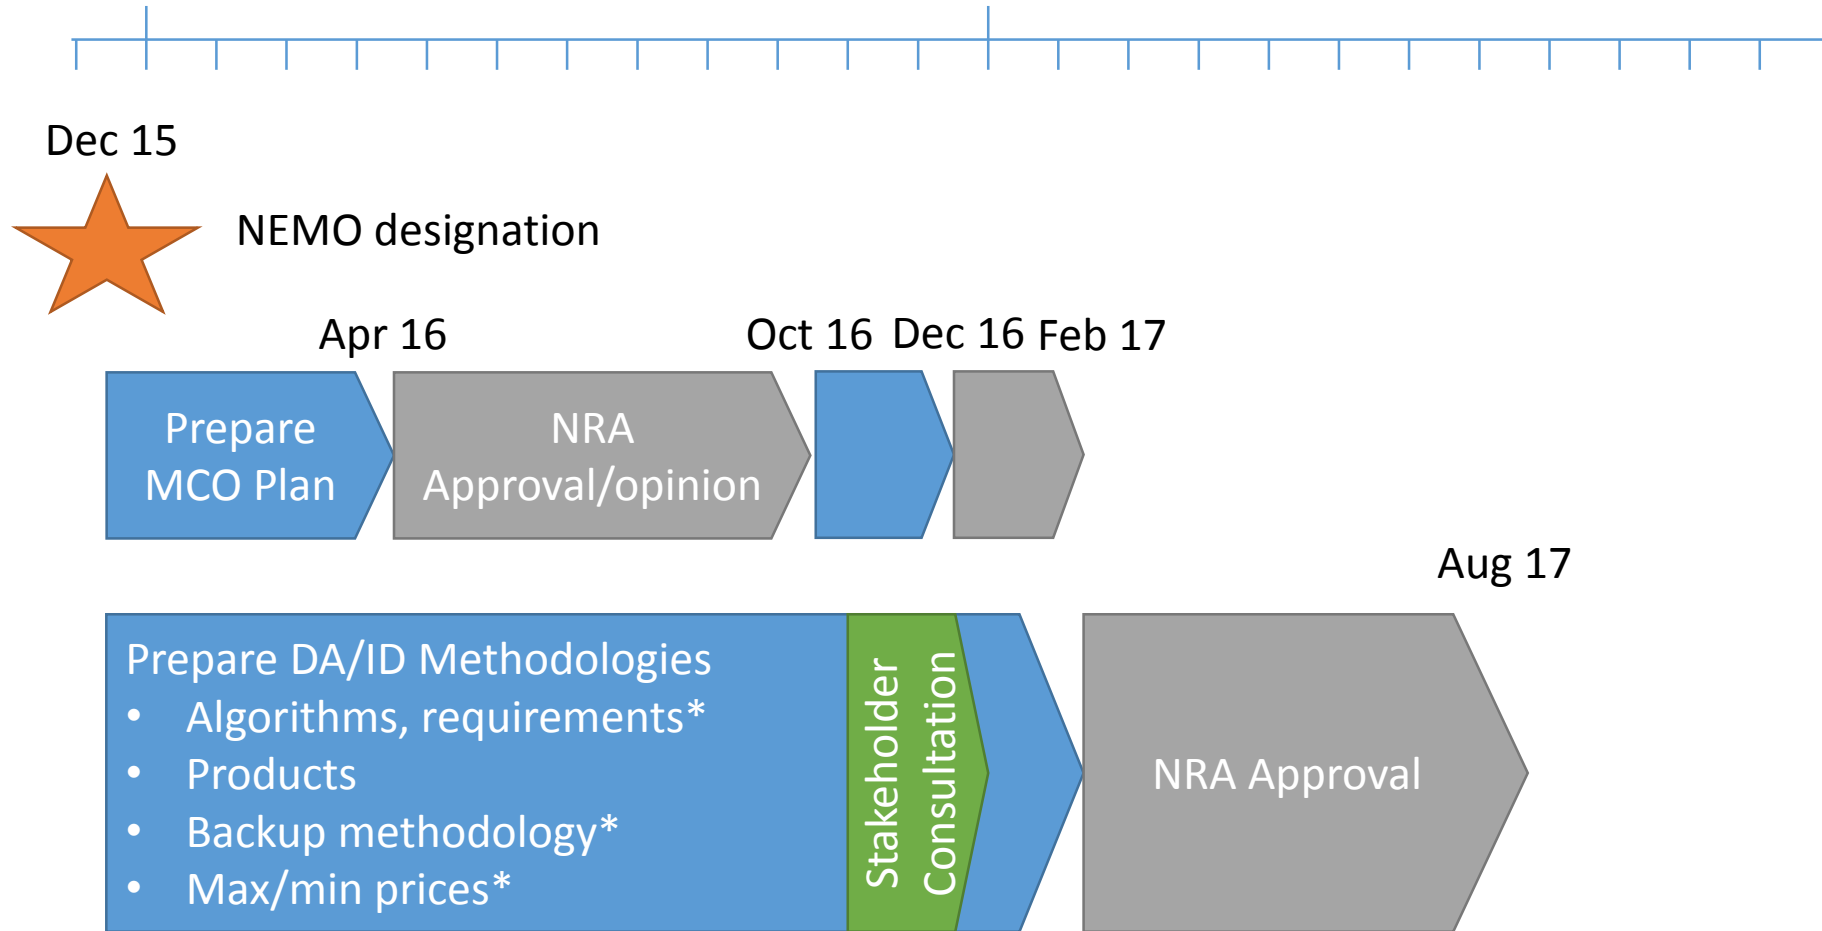 Dec 15
NEMO designation
Apr 16
Oct 16
Dec 16
Feb 17
Prepare
MCO Plan
NRA
Approval/opinion
Aug 17
Prepare DA/ID Methodologies
• Algorithms, requirements*
• Products
• Backup methodology*
• Max/min prices*
Stakeholder
Consultation
NRA Approval